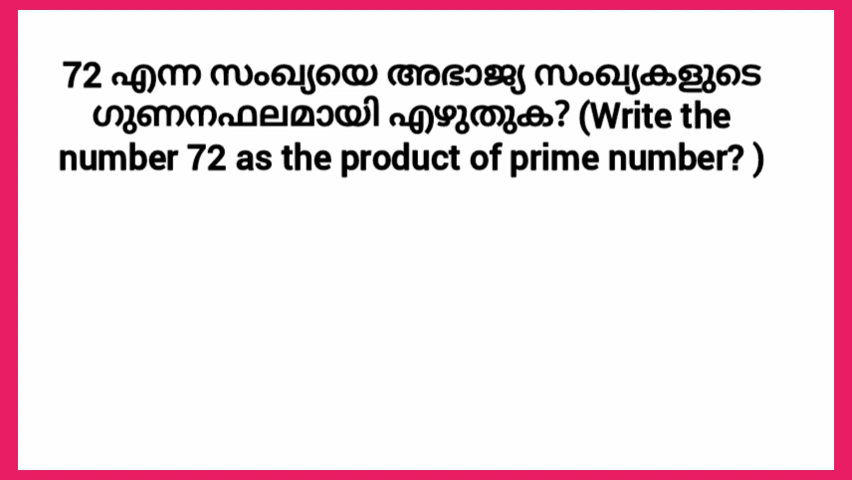 72 എന്ന സംഖ്യയെ അഭാജ്യ സംഖ്യകളുടെ
ഗുണനഫലമായി എഴുതുക? (Write the
number 72 as the product of prime number? )